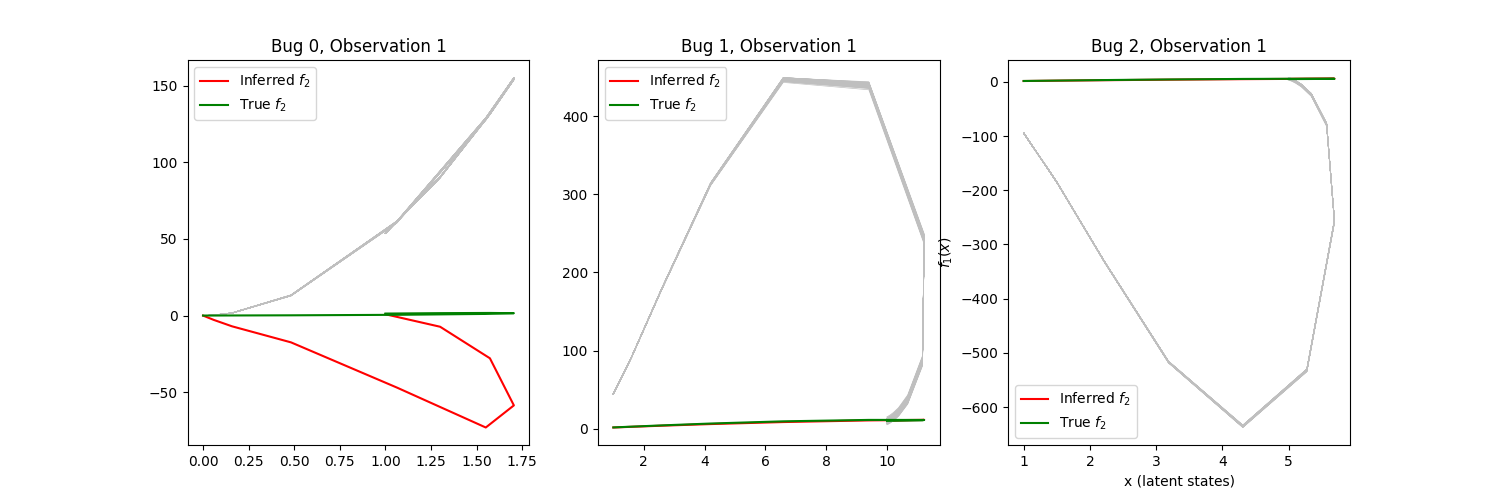 Bug 0, Observation 1
Inferred f₂
True f₂
150
100
50
0
−50
0.00 0.25 0.50 0.75 1.00 1.25 1.50 1.75
Bug 1, Observation 1
Inferred f₂
True f₂
400
300
200
100
0
2 4 6 8 10
Bug 2, Observation 1
f₁(x)
0
−100
−200
−300
−400
−500
−600
Inferred f₂
True f₂
1 2 3 4 5
x (latent states)